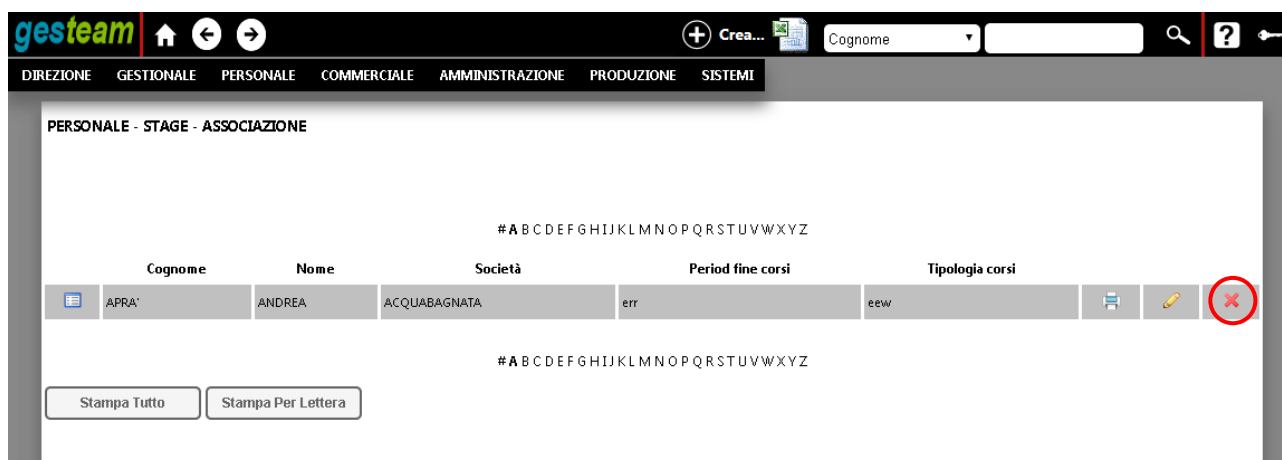 gesteam Crea... Cognome ?
DIREZIONE GESTIONALE PERSONALE COMMERCIALE AMMINISTRAZIONE PRODUZIONE SISTEMI
PERSONALE - STAGE - ASSOCIAZIONE
# A B C D E F G H I J K L M N O P Q R S T U V W X Y Z
Cognome Nome Società Period fine corsi Tipologia corsi
APRA' ANDREA ACQUABAGNATA err eew
# A B C D E F G H I J K L M N O P Q R S T U V W X Y Z
Stampa Tutto Stampa Per Lettera